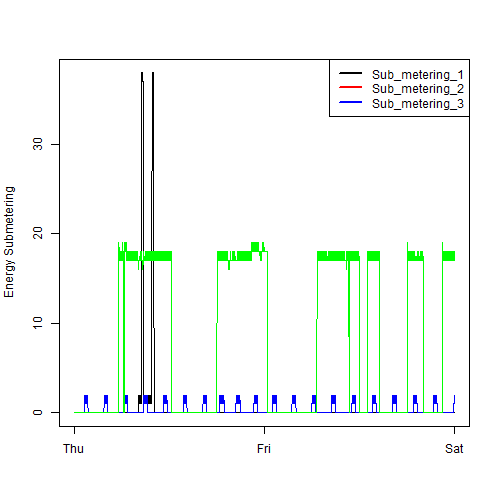 Sub_metering_1
Sub_metering_2
Sub_metering_3
Energy Submetering
30
20
10
0
Thu Fri Sat